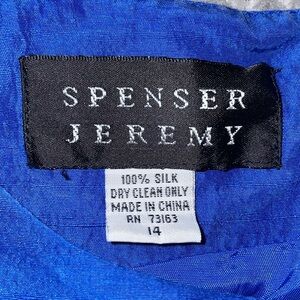 SPENSER
JEREMY
100% SILK
DRY CLEAN ONLY
MADE IN CHINA
RN 73163
14